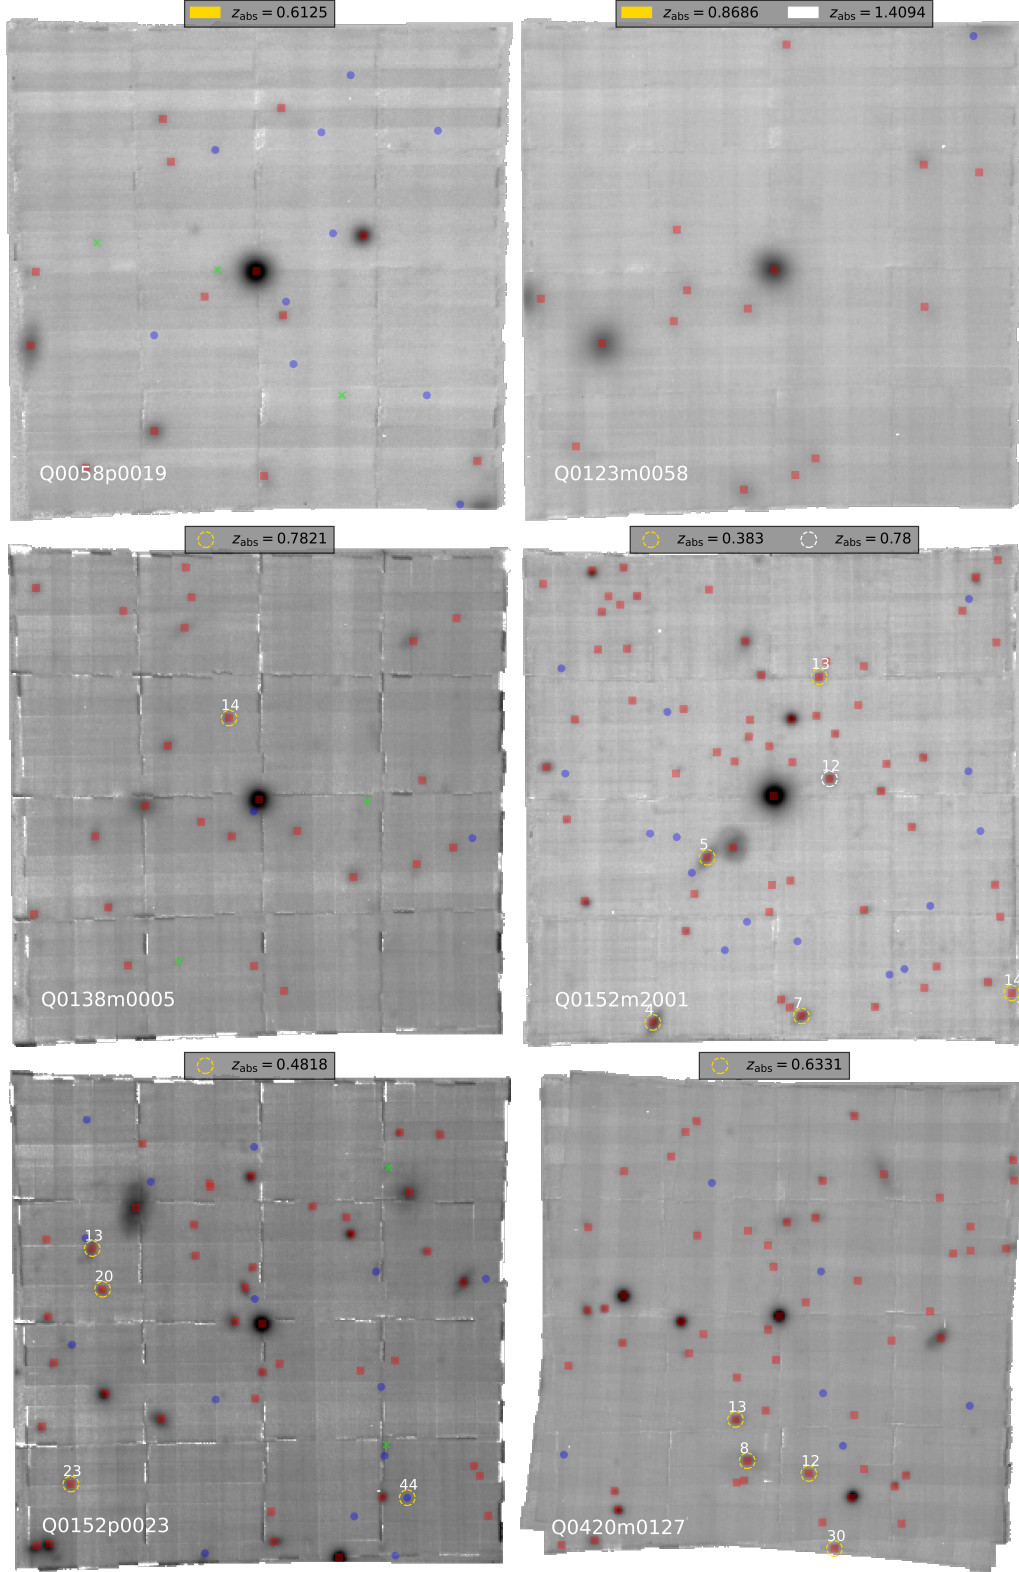 z_abs = 0.6125
z_abs = 0.8686 z_abs = 1.4094
Q0058p0019
Q0123m0058
z_abs = 0.7821
z_abs = 0.383 z_abs = 0.78
14
13
12
5
14
4
7
Q0138m0005
Q0152m2001
z_abs = 0.4818
z_abs = 0.6331
13
20
23
44
13
8
12
30
Q0152p0023
Q0420m0127